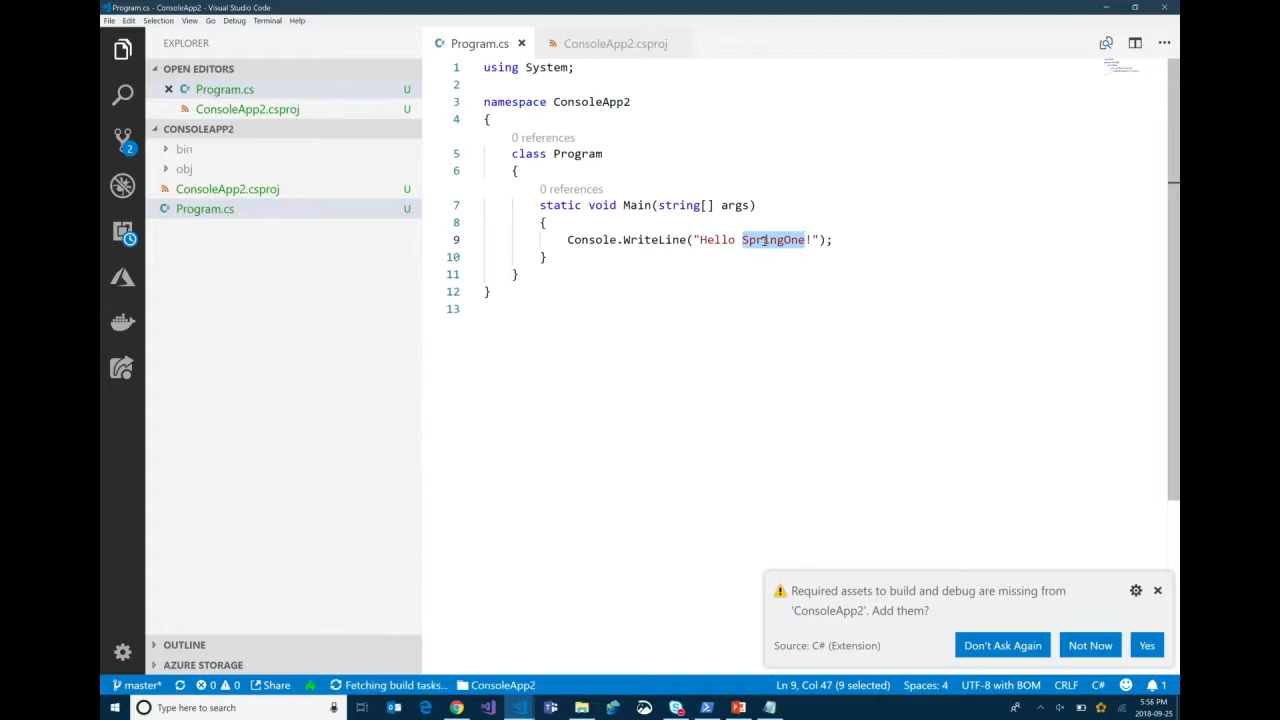 Program.cs - ConsoleApp2 - Visual Studio Code
File Edit Selection View Go Debug Terminal Help
EXPLORER
OPEN EDITORS
Program.cs U
ConsoleApp2.csproj U
CONSOLEAPP2
bin
obj
ConsoleApp2.csproj U
Program.cs U
OUTLINE
AZURE STORAGE
2
Program.cs ConsoleApp2.csproj
1 using System;
2
3 namespace ConsoleApp2
4 {
0 references
5 class Program
6 {
0 references
7 static void Main(string[] args)
8 {
9 Console.WriteLine("Hello SpringOne!");
10 }
11 }
12 }
13
Required assets to build and debug are missing from
'ConsoleApp2'. Add them?
Source: C# (Extension) Don't Ask Again Not Now Yes
master* 0 0 Share Fetching build tasks... ConsoleApp2 Ln 9, Col 47 (9 selected) Spaces: 4 UTF-8 with BOM CRLF C# 1
Type here to search
5:56 PM
2018-09-25